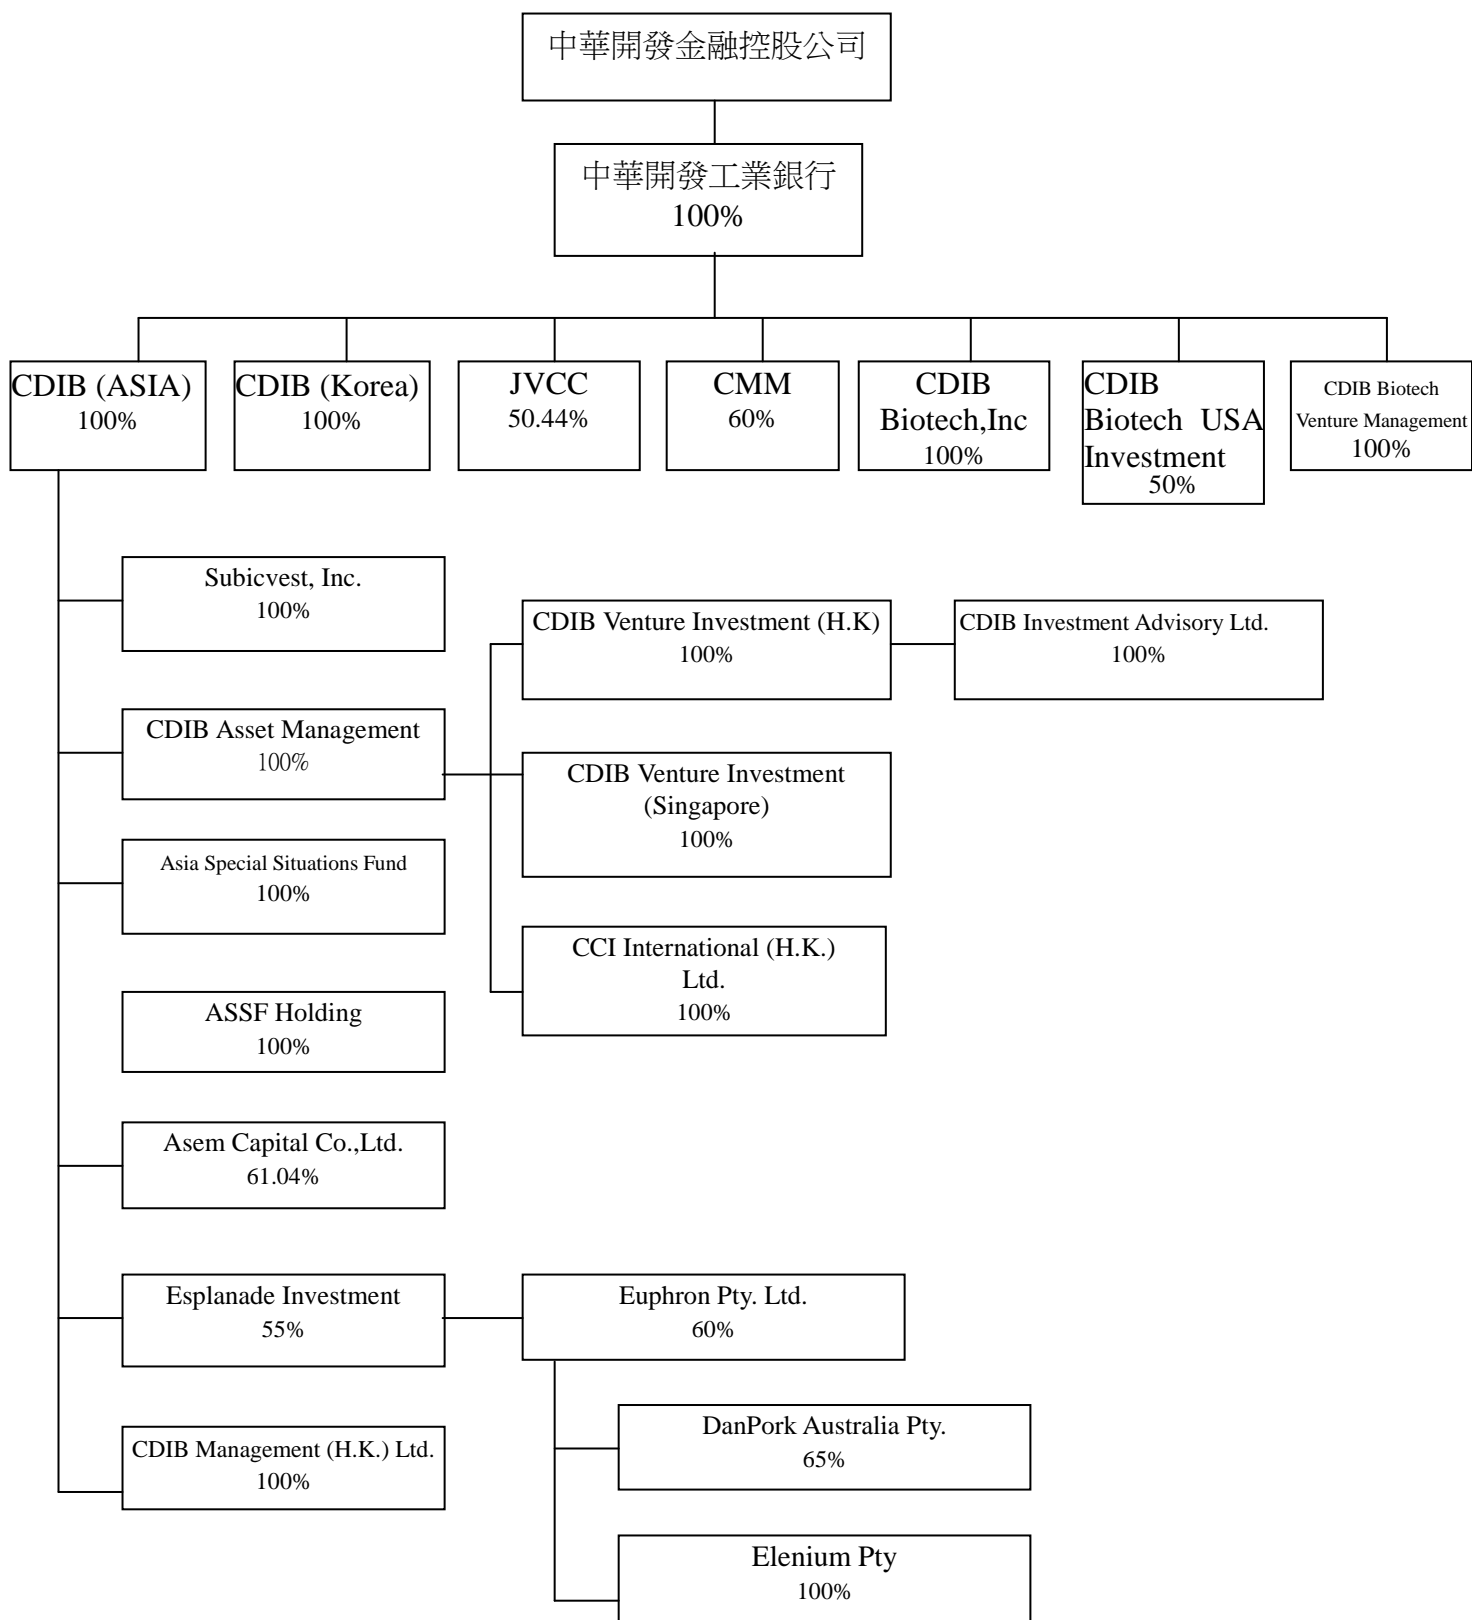 中華開發金融控股公司
中華開發工業銀行
100%
CDIB (ASIA)
100%
CDIB (Korea)
100%
JVCC
50.44%
CMM
60%
CDIB
Biotech,Inc
100%
CDIB
Biotech USA
Investment
50%
CDIB Biotech
Venture Management
100%
Subicvest, Inc.
100%
CDIB Venture Investment (H.K)
100%
CDIB Investment Advisory Ltd.
100%
CDIB Asset Management
100%
CDIB Venture Investment
(Singapore)
100%
Asia Special Situations Fund
100%
CCI International (H.K.)
Ltd.
100%
ASSF Holding
100%
Asem Capital Co.,Ltd.
61.04%
Esplanade Investment
55%
Euphron Pty. Ltd.
60%
DanPork Australia Pty.
65%
CDIB Management (H.K.) Ltd.
100%
Elenium Pty
100%